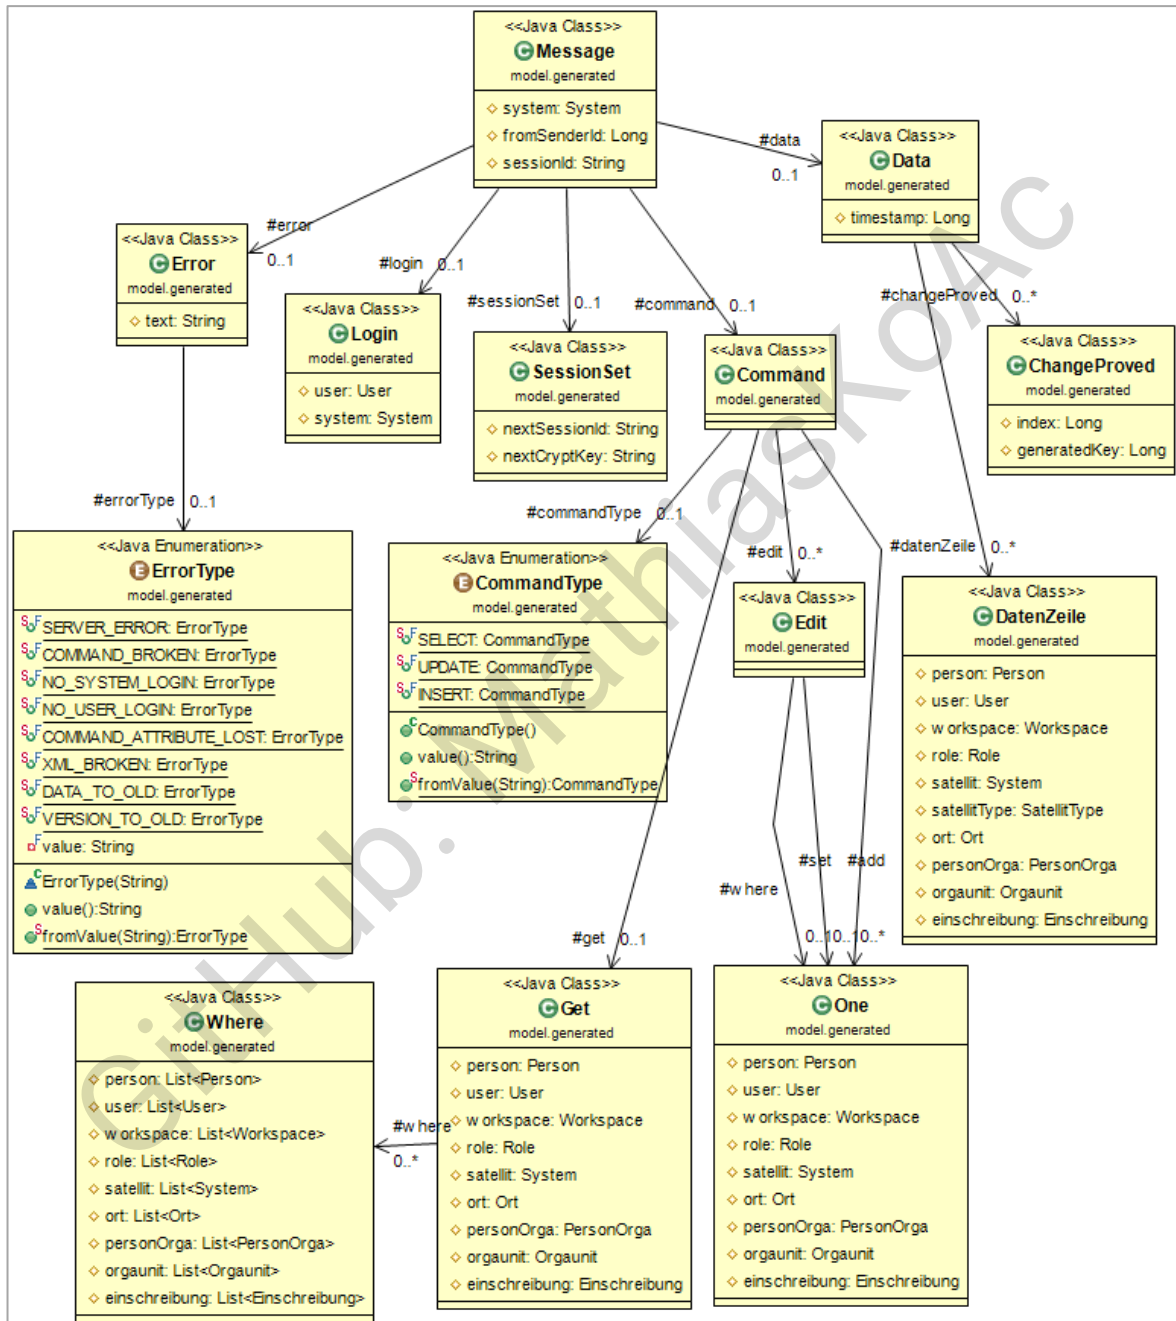 <<Java Class>>
Message
model.generated
system: System
fromSenderId: Long
sessionId: String
#data
0..1
<<Java Class>>
Data
model.generated
timestamp: Long
#error
0..1
<<Java Class>>
Error
model.generated
text: String
#login 0..1
<<Java Class>>
Login
model.generated
user: User
system: System
#sessionSet 0..1
<<Java Class>>
SessionSet
model.generated
nextSessionId: String
nextCryptKey: String
#command 0..1
<<Java Class>>
Command
model.generated
#changeProved 0..*
<<Java Class>>
ChangeProved
model.generated
index: Long
generatedKey: Long
#errorType 0..1
<<Java Enumeration>>
ErrorType
model.generated
SERVER_ERROR: ErrorType
COMMAND_BROKEN: ErrorType
NO_SYSTEM_LOGIN: ErrorType
NO_USER_LOGIN: ErrorType
COMMAND_ATTRIBUTE_LOST: ErrorType
XML_BROKEN: ErrorType
DATA_TO_OLD: ErrorType
VERSION_TO_OLD: ErrorType
value: String
ErrorType(String)
value():String
fromValue(String):ErrorType
#commandType 0..1
<<Java Enumeration>>
CommandType
model.generated
SELECT: CommandType
UPDATE: CommandType
INSERT: CommandType
CommandType()
value():String
fromValue(String):CommandType
#edit 0..*
<<Java Class>>
Edit
model.generated
#datenZeile 0..*
<<Java Class>>
DatenZeile
model.generated
person: Person
user: User
workspace: Workspace
role: Role
satellit: System
satellitType: SatellitType
ort: Ort
personOrga: PersonOrga
orgaunit: Orgaunit
einschreibung: Einschreibung
#where
#set
#add
0..1
0..1
0..*
#get 0..1
<<Java Class>>
Where
model.generated
person: List<Person>
user: List<User>
workspace: List<Workspace>
role: List<Role>
satellit: List<System>
ort: List<Ort>
personOrga: List<PersonOrga>
orgaunit: List<Orgaunit>
einschreibung: List<Einschreibung>
#where
0..*
<<Java Class>>
Get
model.generated
person: Person
user: User
workspace: Workspace
role: Role
satellit: System
ort: Ort
personOrga: PersonOrga
orgaunit: Orgaunit
einschreibung: Einschreibung
<<Java Class>>
One
model.generated
person: Person
user: User
workspace: Workspace
role: Role
satellit: System
ort: Ort
personOrga: PersonOrga
orgaunit: Orgaunit
einschreibung: Einschreibung
GitHub: MathiasKoAc